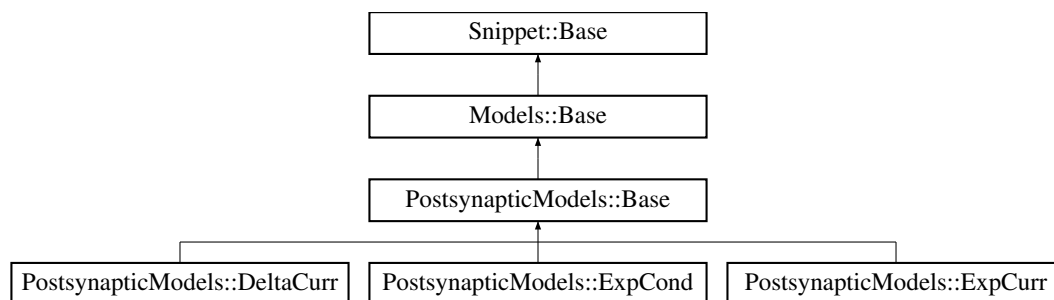 Snippet::Base
Models::Base
PostsynapticModels::Base
PostsynapticModels::DeltaCurr PostsynapticModels::ExpCond PostsynapticModels::ExpCurr